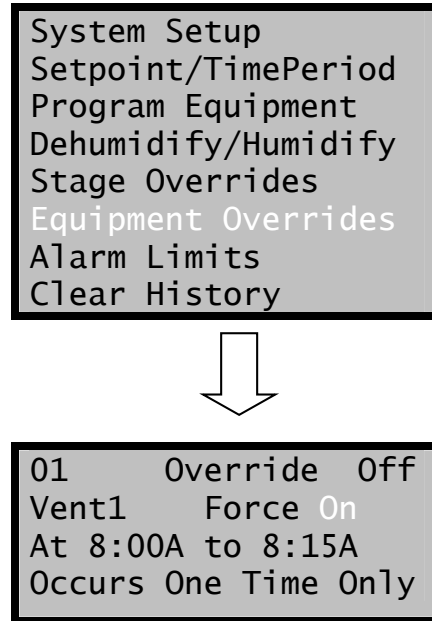 System Setup
Setpoint/TimePeriod
Program Equipment
Dehumidify/Humidify
Stage Overrides
Equipment Overrides
Alarm Limits
Clear History
01 Override Off
Vent1 Force On
At 8:00A to 8:15A
Occurs One Time Only